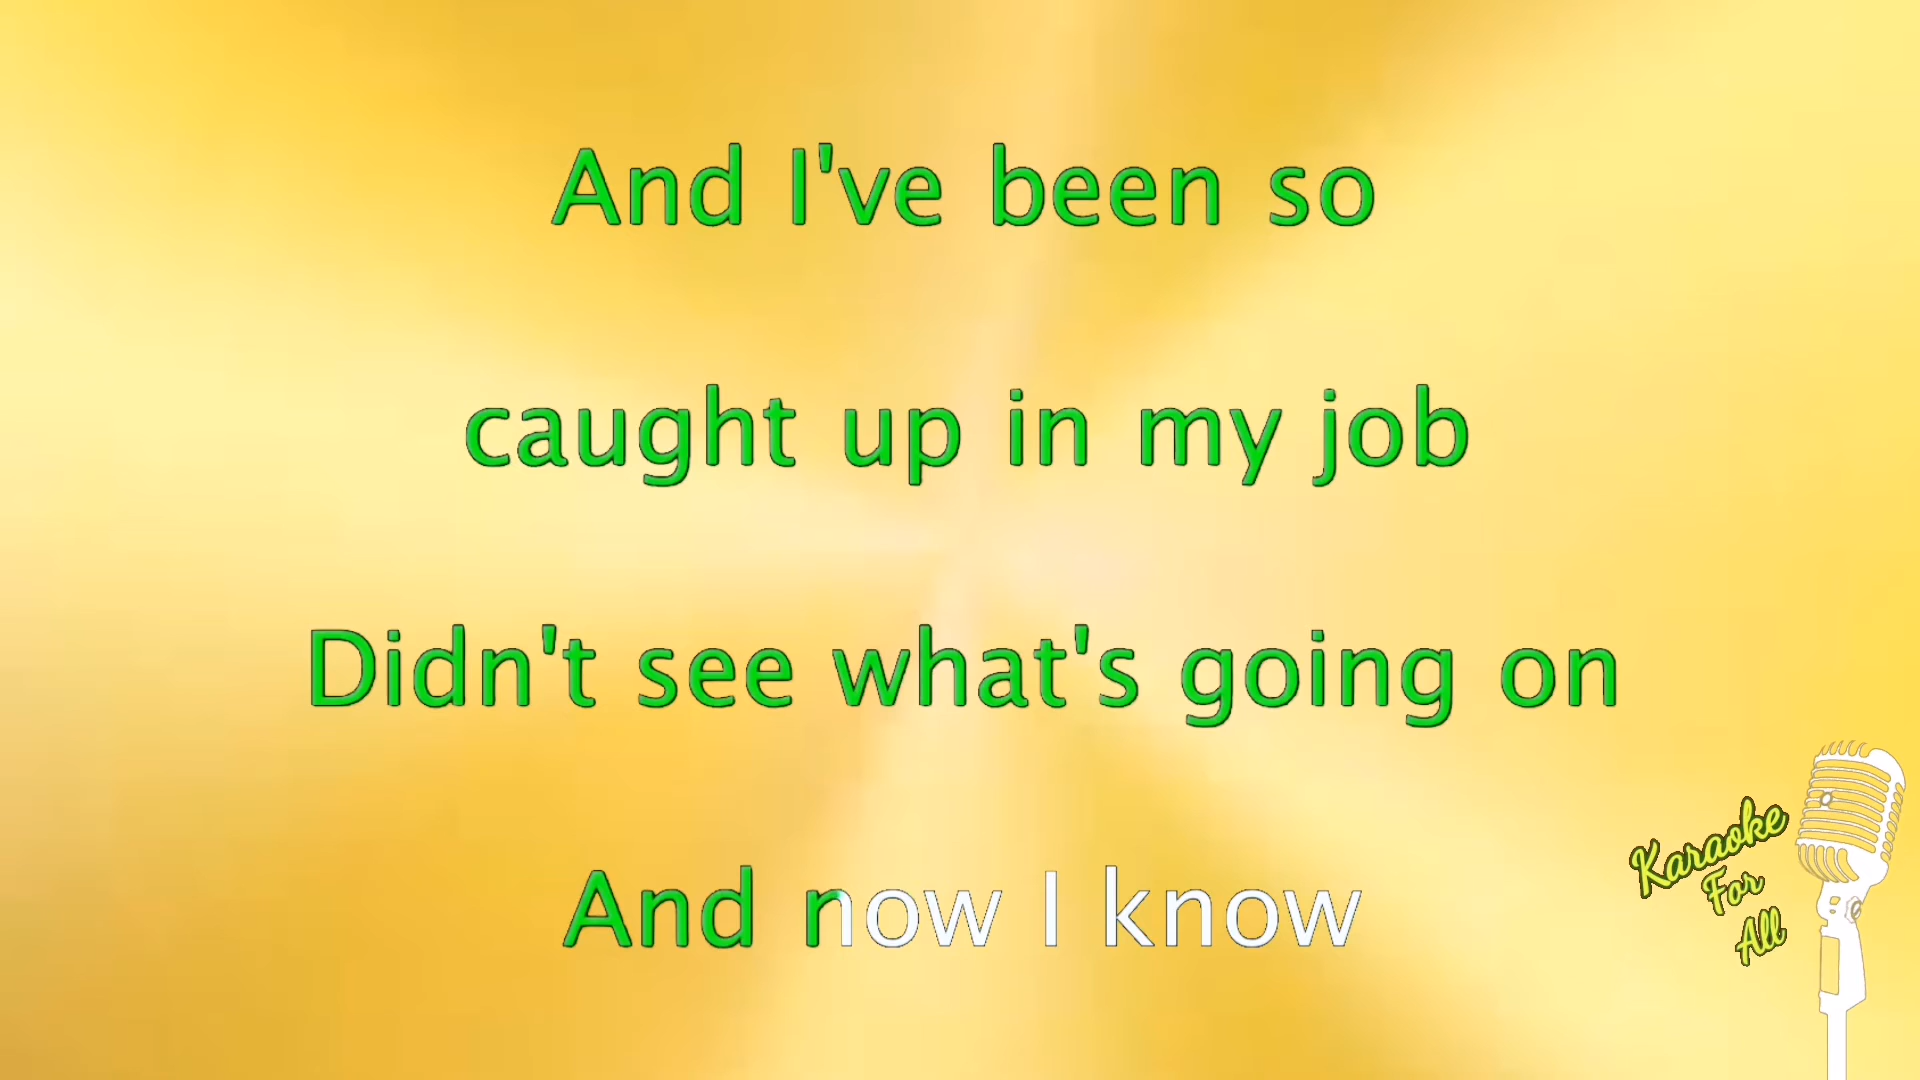 And I've been so
caught up in my job
Didn't see what's going on
And now I know
Karaoke
For
All